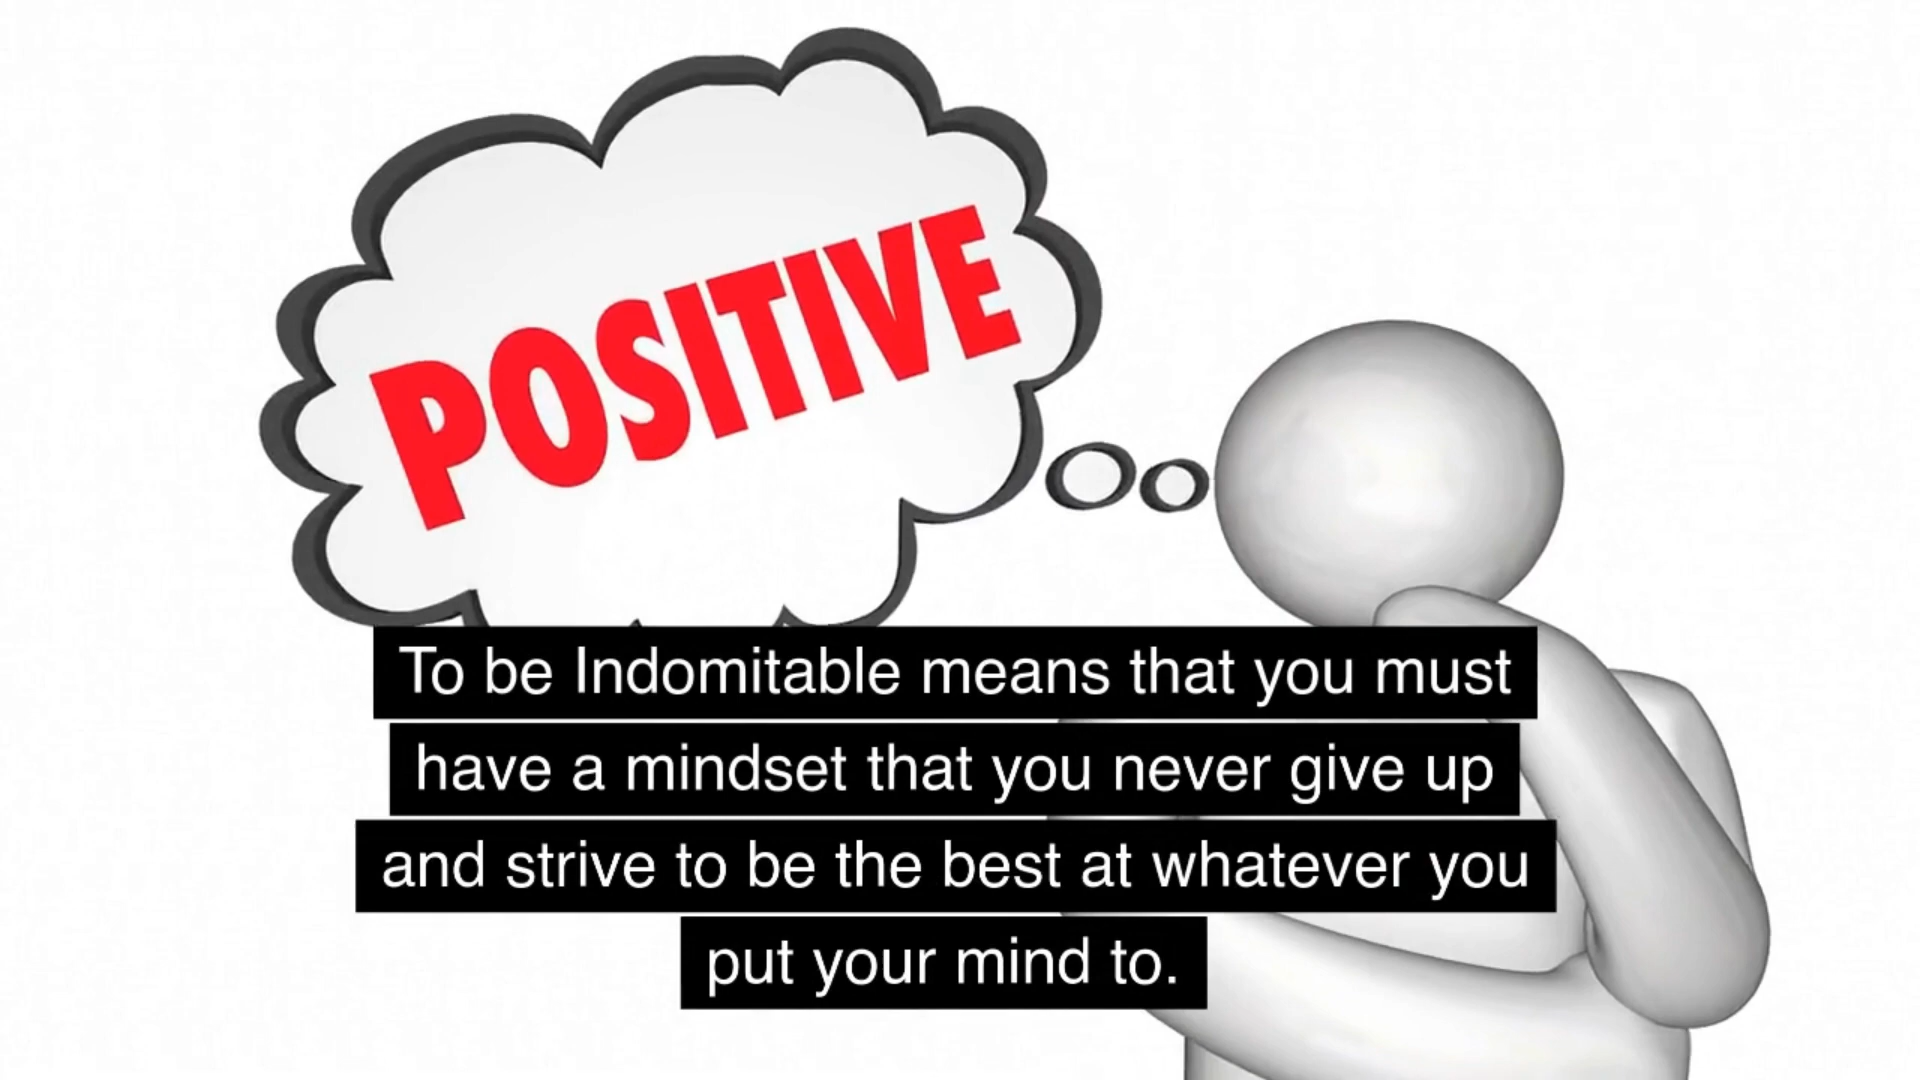 POSITIVE
To be Indomitable means that you must
have a mindset that you never give up
and strive to be the best at whatever you
put your mind to.